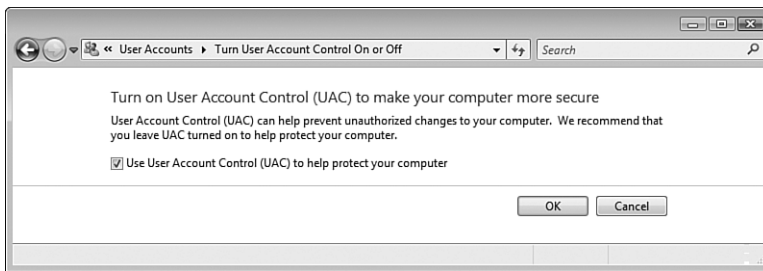 « User Accounts ▸ Turn User Account Control On or Off
Search
Turn on User Account Control (UAC) to make your computer more secure
User Account Control (UAC) can help prevent unauthorized changes to your computer. We recommend that
you leave UAC turned on to help protect your computer.
Use User Account Control (UAC) to help protect your computer
OK Cancel